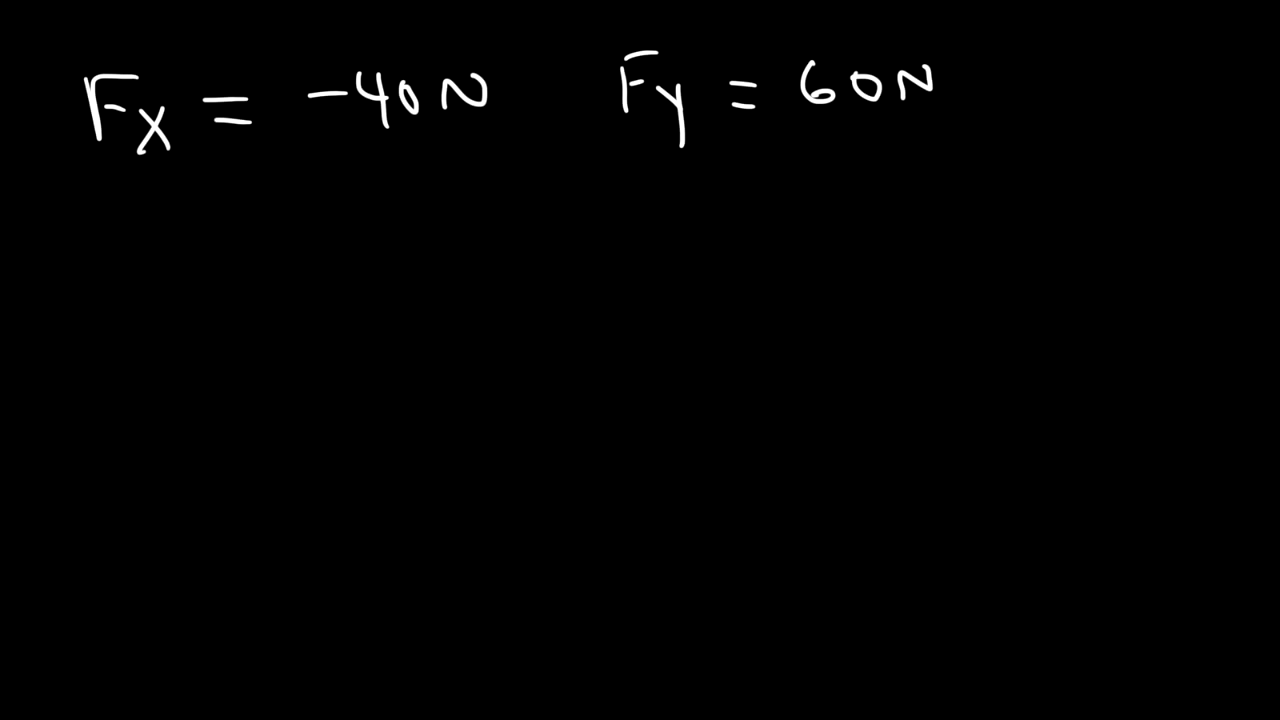 Fx = -40N Fy = 60N